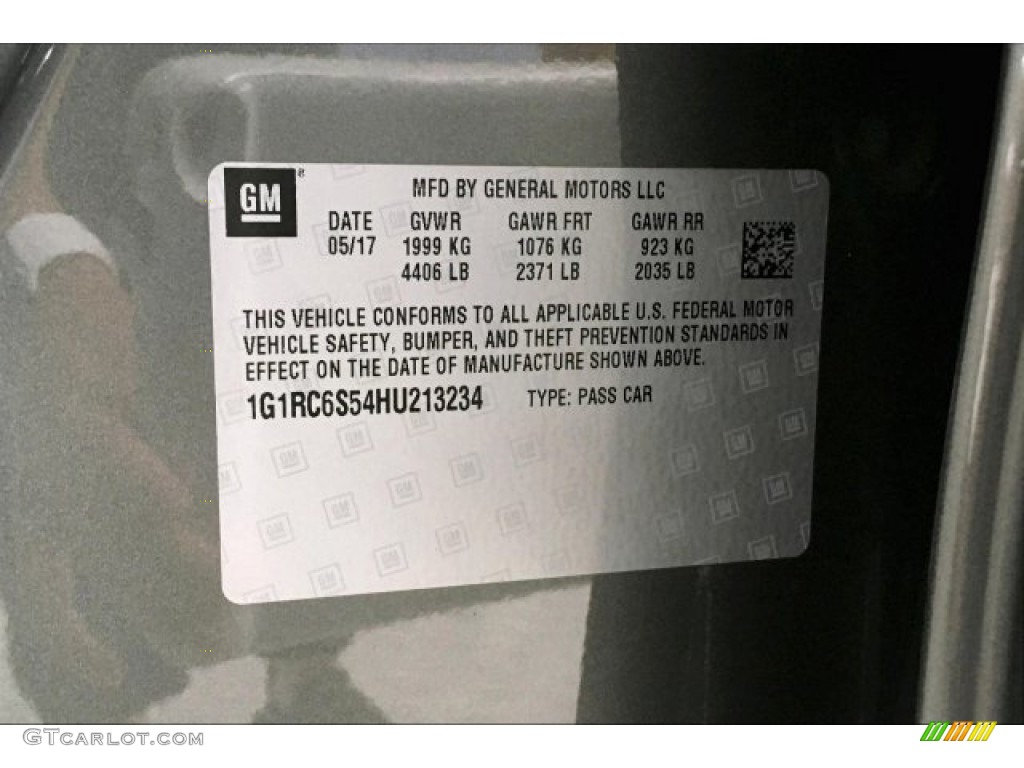 GM
MFD BY GENERAL MOTORS LLC
DATE GVWR GAWR FRT GAWR RR
05/17 1999 KG 1076 KG 923 KG
4406 LB 2371 LB 2035 LB
THIS VEHICLE CONFORMS TO ALL APPLICABLE U.S. FEDERAL MOTOR
VEHICLE SAFETY, BUMPER, AND THEFT PREVENTION STANDARDS IN
EFFECT ON THE DATE OF MANUFACTURE SHOWN ABOVE.
1G1RC6S54HU213234 TYPE: PASS CAR
GTcarlot.com